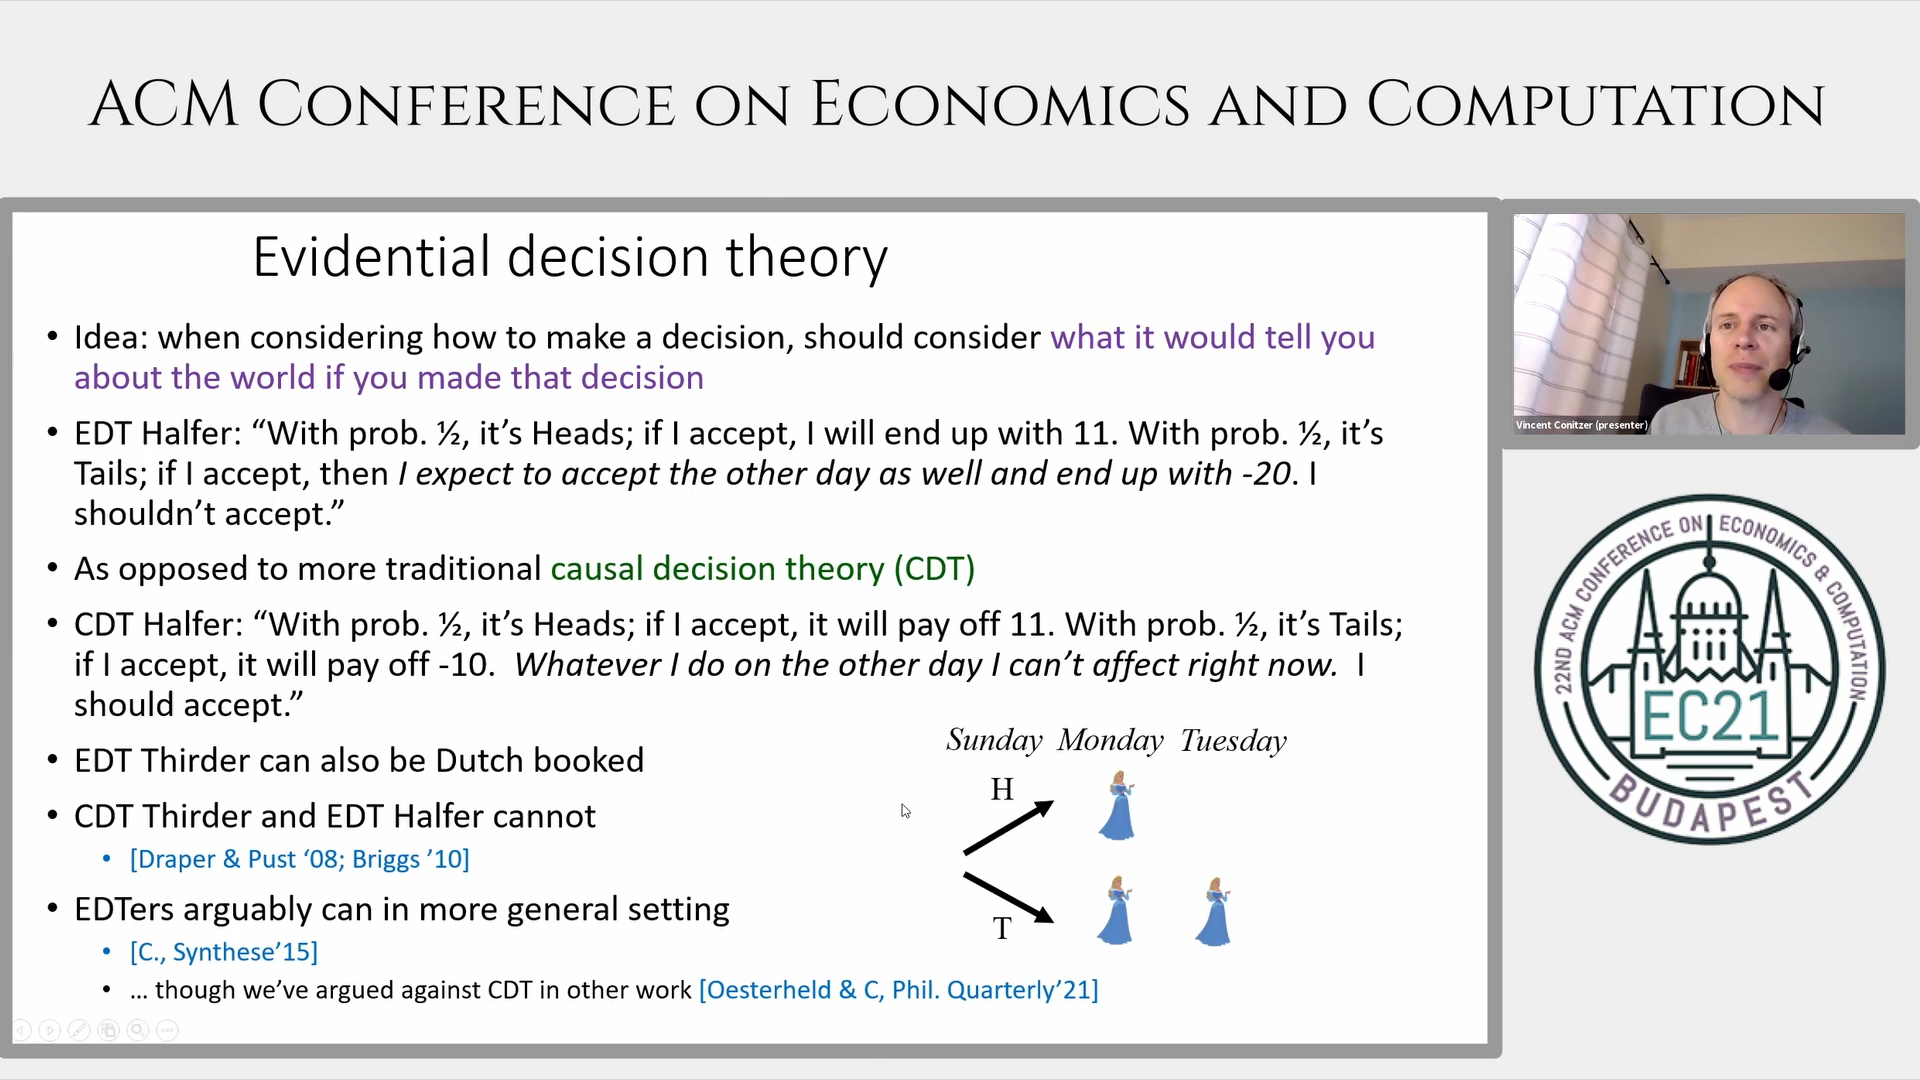 ACM Conference on Economics and Computation
Evidential decision theory
• Idea: when considering how to make a decision, should consider what it would tell you
about the world if you made that decision
• EDT Halfer: “With prob. ½, it’s Heads; if I accept, I will end up with 11. With prob. ½, it’s
Tails; if I accept, then I expect to accept the other day as well and end up with -20. I
shouldn’t accept.”
• As opposed to more traditional causal decision theory (CDT)
• CDT Halfer: “With prob. ½, it’s Heads; if I accept, it will pay off 11. With prob. ½, it’s Tails;
if I accept, it will pay off -10. Whatever I do on the other day I can’t affect right now. I
should accept.”
• EDT Thirder can also be Dutch booked
• CDT Thirder and EDT Halfer cannot
• [Draper & Pust ‘08; Briggs ’10]
• EDTers arguably can in more general setting
• [C., Synthese’15]
• … though we’ve argued against CDT in other work [Oesterheld & C, Phil. Quarterly’21]
Sunday Monday Tuesday
H
T
Vincent Conitzer (presenter)
22ND ACM CONFERENCE ON ECONOMICS & COMPUTATION
EC21
BUDAPEST